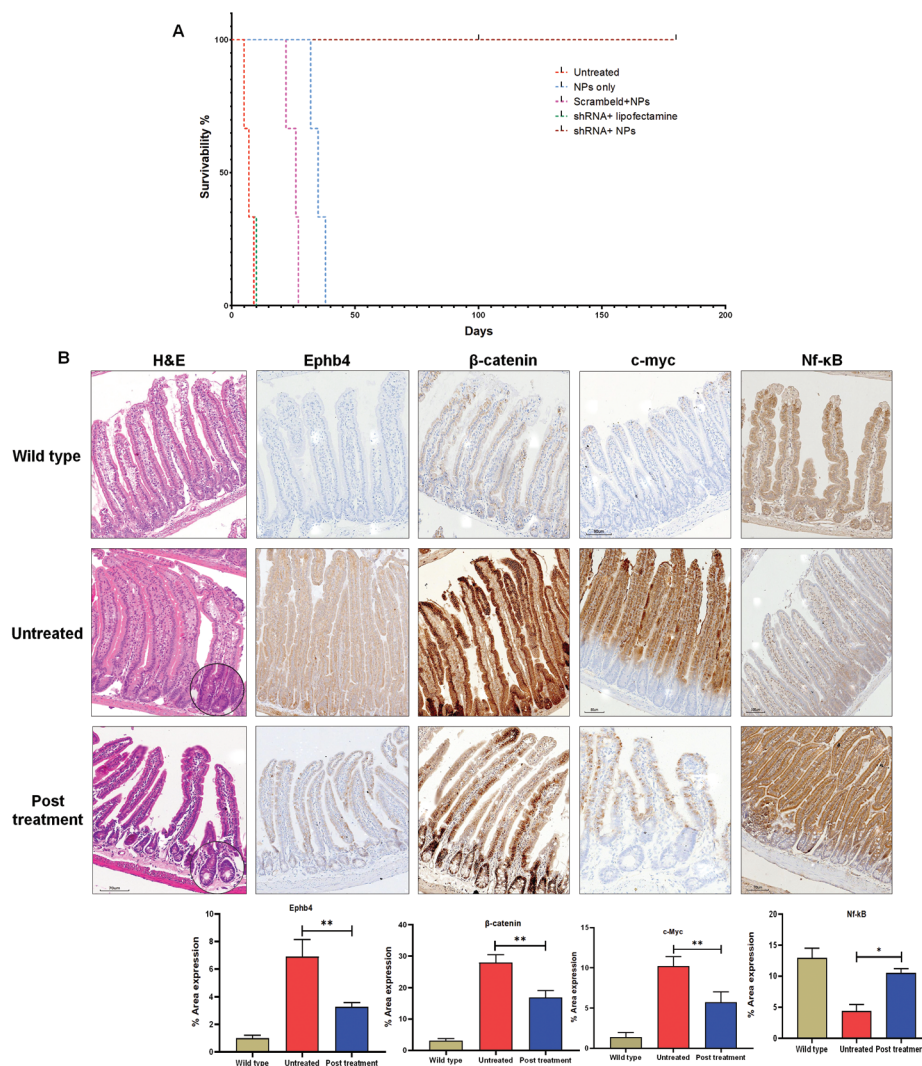 A
100
50
0
0
50
100
150
200
Survivability %
Days
Untreated
NPs only
Scrambeld+NPs
shRNA+ lipofectamine
shRNA+ NPs
B
H&E
Ephb4
β-catenin
c-myc
Nf-κB
Wild type
Untreated
Post
treatment
Ephb4
% Area expression
10
8
6
4
2
0
**
Wild type
Untreated
Post treatment
β-catenin
% Area expression
40
30
20
10
0
**
Wild type
Untreated
Post treatment
c-Myc
% Area expression
15
10
5
0
**
Wild type
Untreated
Post treatment
Nf-kB
% Area expression
20
15
10
5
0
*
Wild type
Untreated
Post treatment